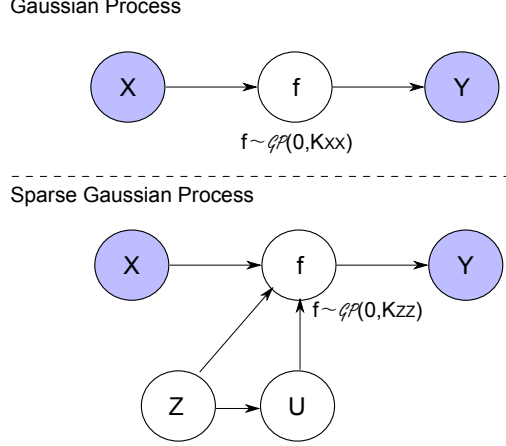 Gaussian Process
X
f
Y
f~𝒢𝒫(0,Kxx)
Sparse Gaussian Process
X
f
Y
f~𝒢𝒫(0,Kzz)
Z
U